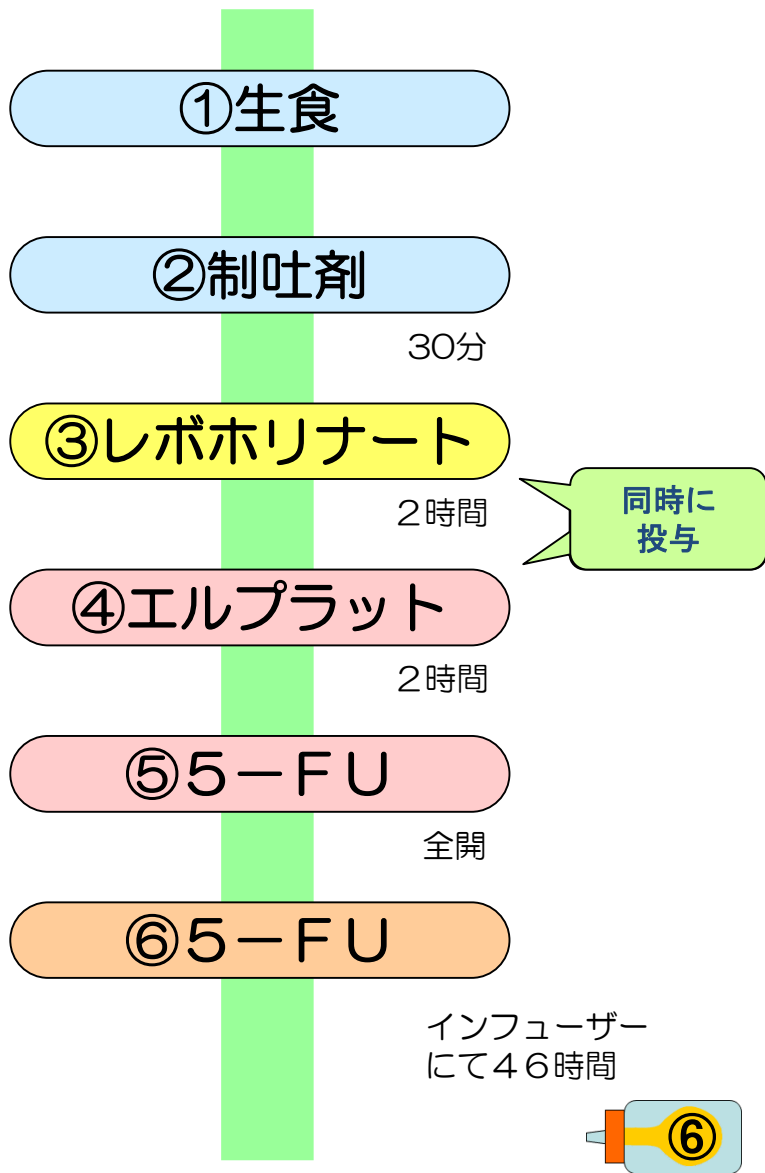 ①生食
②制吐剤
30分
③レボホリナート
２時間
同時に
投与
④エルプラット
２時間
⑤５－ＦＵ
全開
⑥５－ＦＵ
インフューザー
にて４６時間
⑥